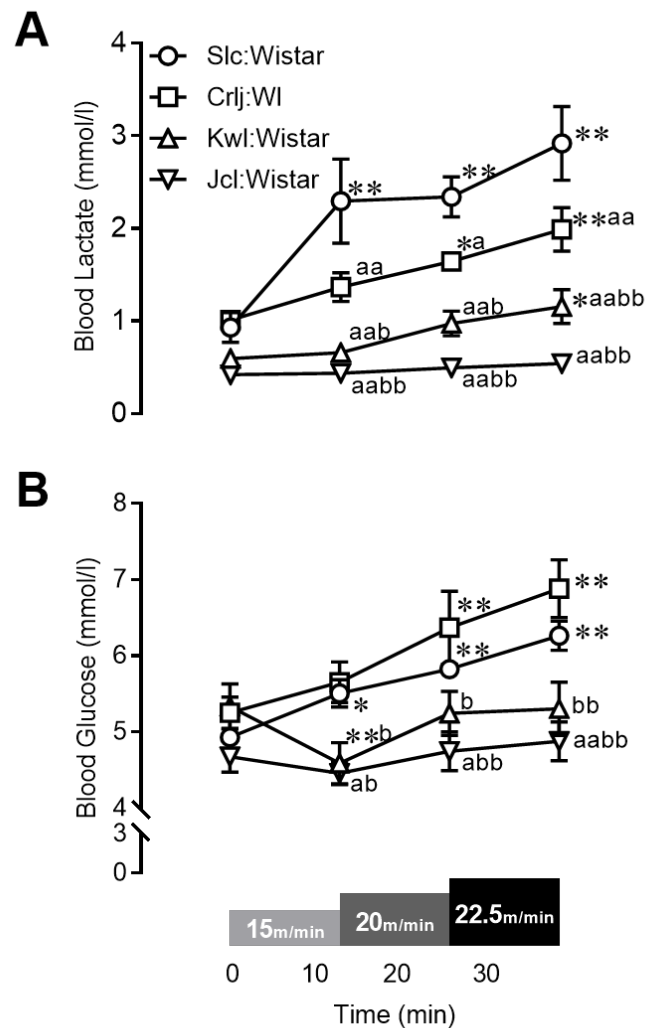 A
4
3
2
1
0
Blood Lactate (mmol/l)
Slc:Wistar
Crlj:WI
Kwl:Wistar
Jcl:Wistar
**
**
**
aa
*a
**aa
aab
aab
*aabb
aabb
aabb
aabb
B
8
7
6
5
4
3
0
Blood Glucose (mmol/l)
**
**
**
**
*
**b
b
bb
ab
abb
aabb
15m/min
20m/min
22.5m/min
0 10 20 30
Time (min)